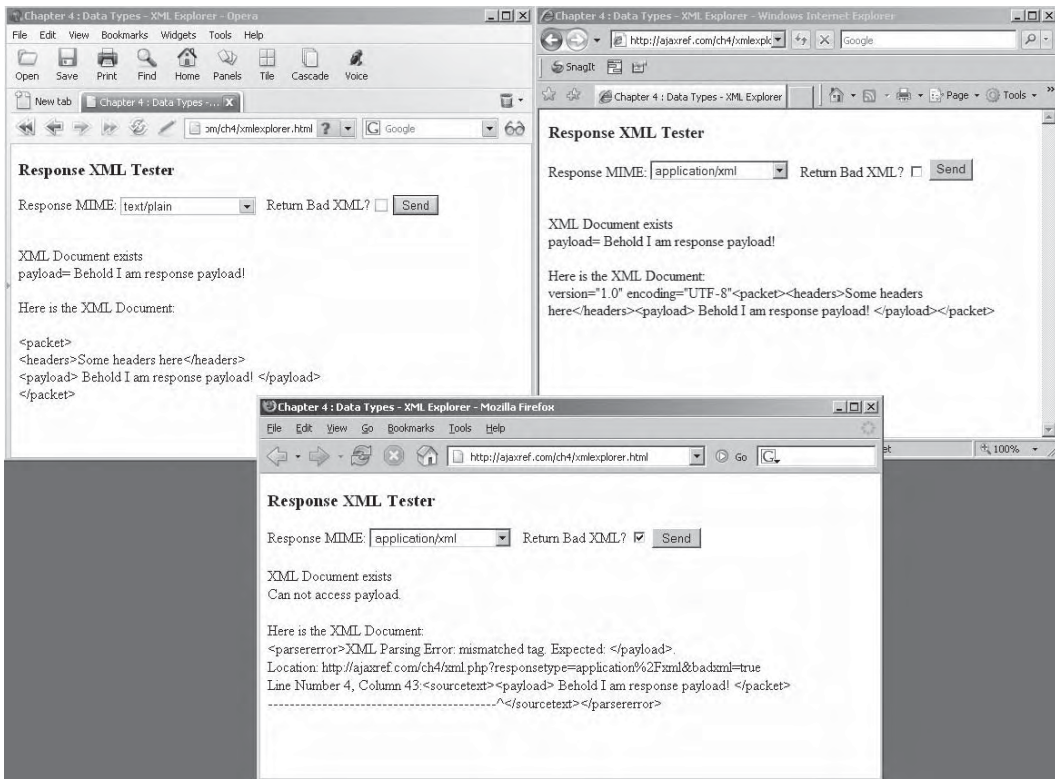 Chapter 4 : Data Types - XML Explorer - Opera
File Edit View Bookmarks Widgets Tools Help
Open Save Print Find Home Panels Tile Cascade Voice
New tab Chapter 4 : Data Types -... X
om/ch4/xmlexplorer.html ? G Google
Response XML Tester
Response MIME: text/plain Return Bad XML? Send
XML Document exists
payload= Behold I am response payload!
Here is the XML Document:
<packet>
<headers>Some headers here</headers>
<payload> Behold I am response payload! </payload>
</packet>
Chapter 4 : Data Types - XML Explorer - Windows Internet Explorer
http://ajaxref.com/ch4/xmlexplc Google
SnagIt
Chapter 4 : Data Types - XML Explorer Page Tools »
Response XML Tester
Response MIME: application/xml Return Bad XML? Send
XML Document exists
payload= Behold I am response payload!
Here is the XML Document:
version="1.0" encoding="UTF-8"<packet><headers>Some headers
here</headers><payload> Behold I am response payload! </payload></packet>
et 100%
Chapter 4 : Data Types - XML Explorer - Mozilla Firefox
File Edit View Go Bookmarks Tools Help
http://ajaxref.com/ch4/xmlexplorer.html Go G
Response XML Tester
Response MIME: application/xml Return Bad XML? Send
XML Document exists
Can not access payload.
Here is the XML Document:
<parsererror>XML Parsing Error: mismatched tag. Expected: </payload>.
Location: http://ajaxref.com/ch4/xml.php?responsetype=application%2Fxml&badxml=true
Line Number 4, Column 43:<sourcetext><payload> Behold I am response payload! </packet>
------------------------------------------^</sourcetext></parsererror>